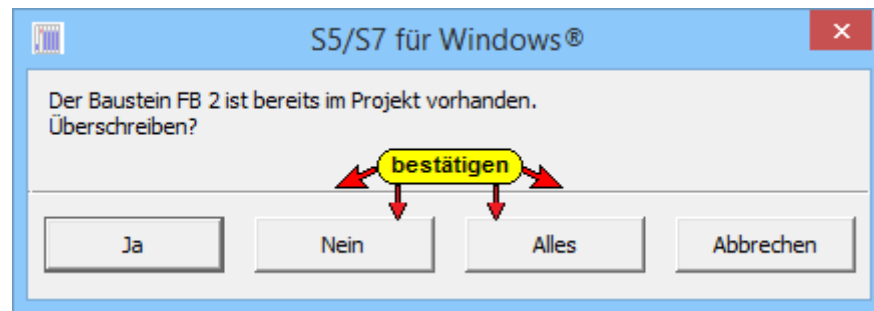 S5/S7 für Windows®
Der Baustein FB 2 ist bereits im Projekt vorhanden.
Überschreiben?
bestätigen
Ja
Nein
Alles
Abbrechen